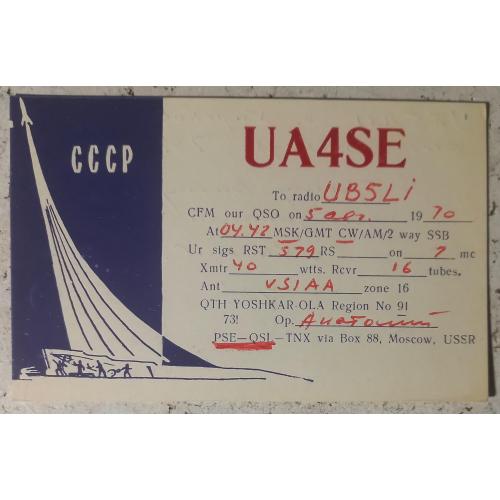 СССР
UA4SE
To radio UB5Li
CFM our QSO on 5 авг. 1970
At 04.42 MSK/GMT CW/AM/2 way SSB
Ur sigs RST 579 RS on 7 mc
Xmtr 40 wtts. Rcvr 16 tubes.
Ant VS1AA zone 16
QTH YOSHKAR-OLA Region No 91
73! Op. Анатолий
PSE—QSL—TNX via Box 88, Moscow, USSR